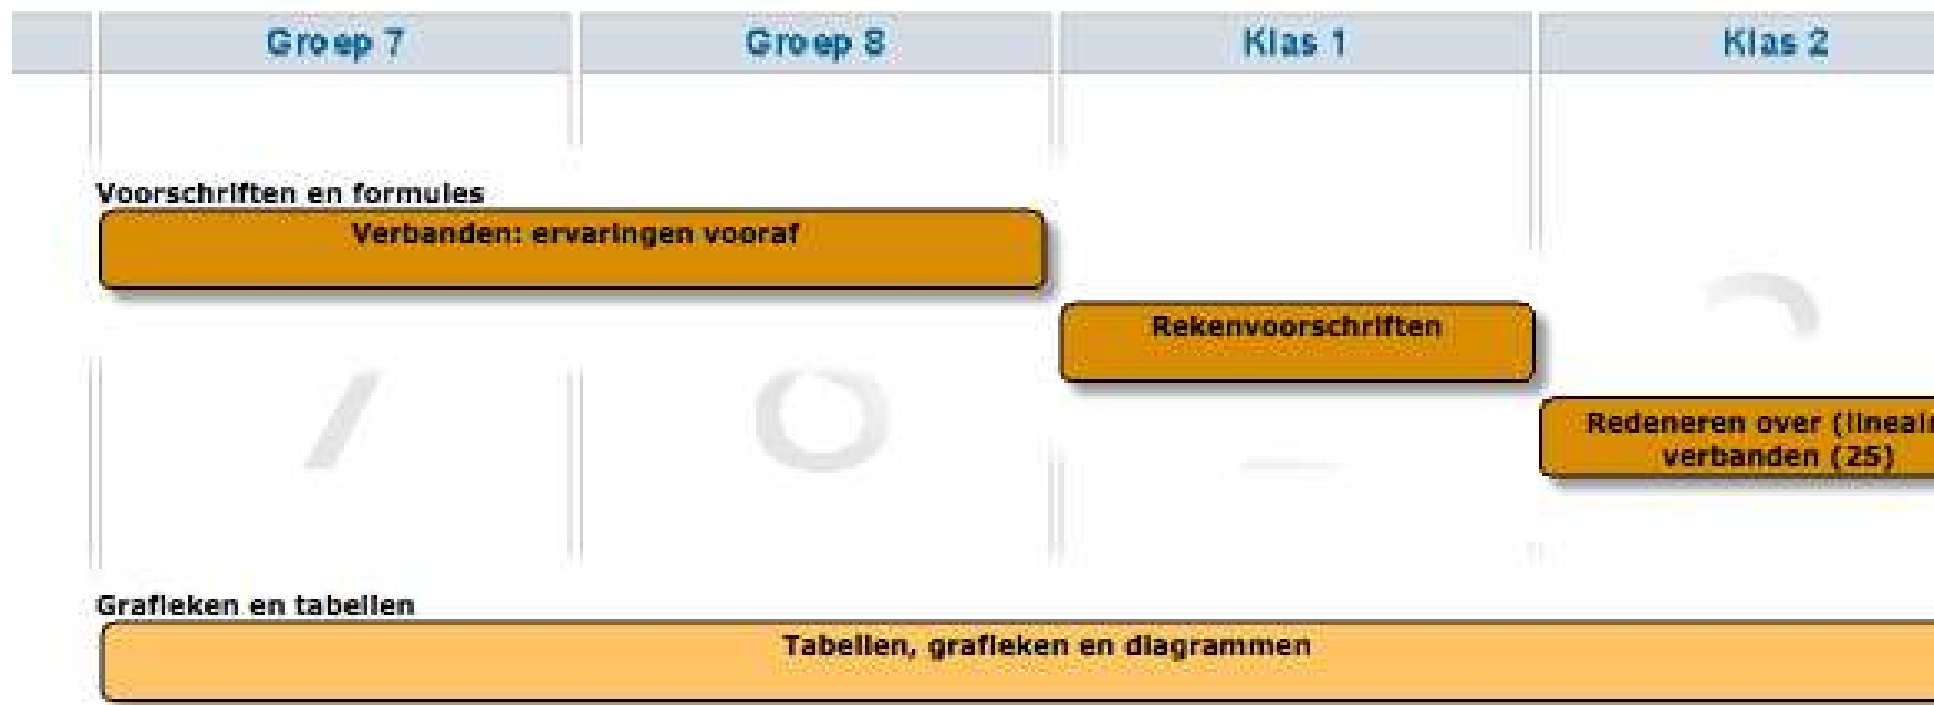 Groep 7
Groep 8
Klas 1
Klas 2
Voorschriften en formules
Verbanden: ervaringen vooraf
Rekenvoorschriften
Redeneren over
verbanden (25)
Grafieken en tabellen
Tabellen, grafieken en diagrammen